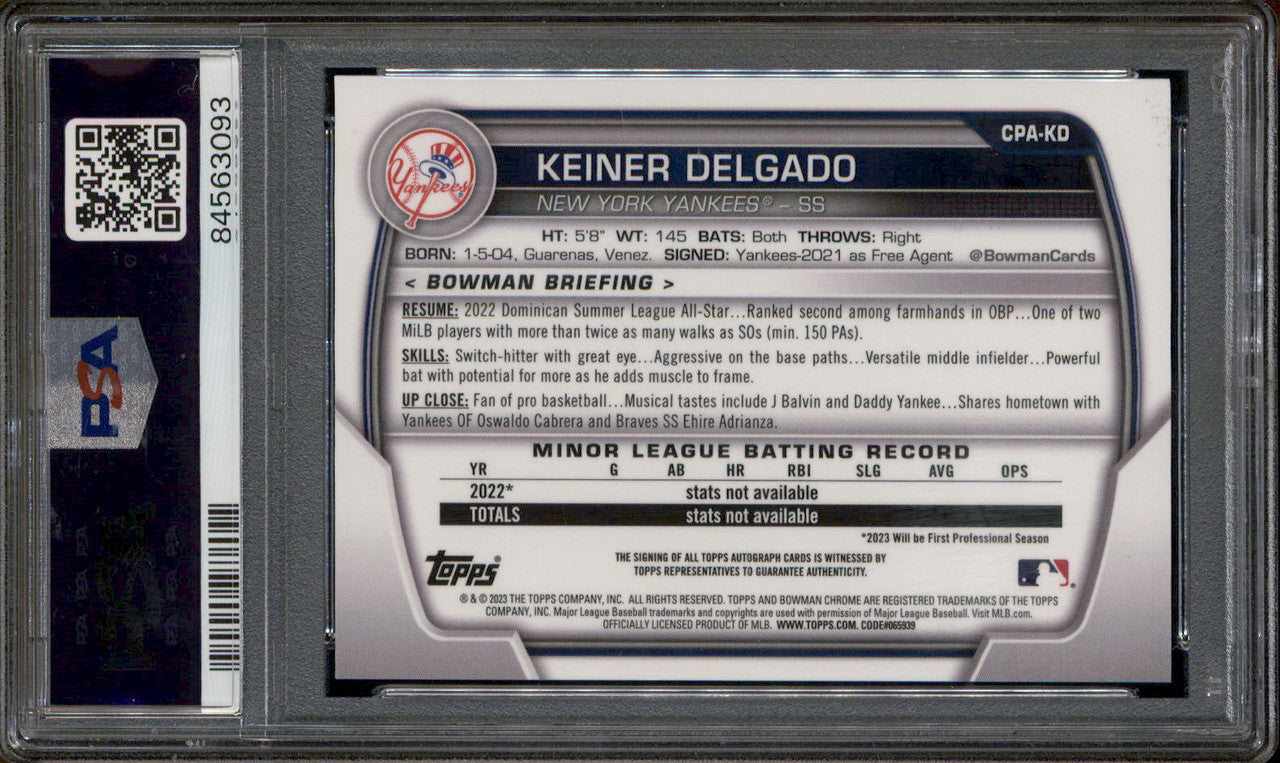 84563093
PSA
CPA-KD
Yankees
KEINER DELGADO
NEW YORK YANKEES® – SS
HT: 5'8" WT: 145 BATS: Both THROWS: Right
BORN: 1-5-04, Guarenas, Venez. SIGNED: Yankees-2021 as Free Agent @BowmanCards
< BOWMAN BRIEFING >
RESUME: 2022 Dominican Summer League All-Star...Ranked second among farmhands in OBP...One of two
MiLB players with more than twice as many walks as SOs (min. 150 PAs).
SKILLS: Switch-hitter with great eye...Aggressive on the base paths...Versatile middle infielder...Powerful
bat with potential for more as he adds muscle to frame.
UP CLOSE: Fan of pro basketball...Musical tastes include J Balvin and Daddy Yankee...Shares hometown with
Yankees OF Oswaldo Cabrera and Braves SS Ehire Adrianza.
MINOR LEAGUE BATTING RECORD
YR G AB HR RBI SLG AVG OPS
2022* stats not available
TOTALS stats not available
*2023 Will be First Professional Season
Topps®
THE SIGNING OF ALL TOPPS AUTOGRAPH CARDS IS WITNESSED BY
TOPPS REPRESENTATIVES TO GUARANTEE AUTHENTICITY.
® & © 2023 THE TOPPS COMPANY, INC. ALL RIGHTS RESERVED. TOPPS AND BOWMAN CHROME ARE REGISTERED TRADEMARKS OF THE TOPPS
COMPANY, INC. Major League Baseball trademarks and copyrights are used with permission of Major League Baseball. Visit MLB.com.
OFFICIALLY LICENSED PRODUCT OF MLB. WWW.TOPPS.COM. CODE#065939